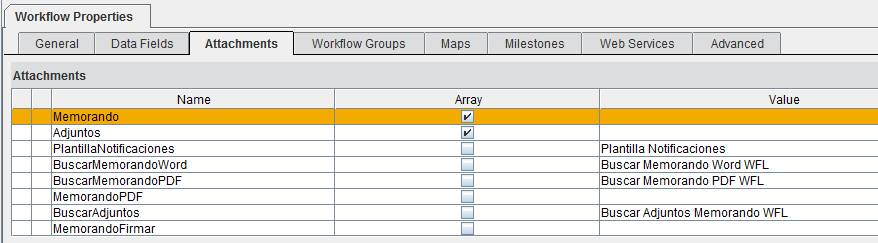 Workflow Properties
General Data Fields Attachments Workflow Groups Maps Milestones Web Services Advanced
Attachments
Name Array Value
Memorando
Adjuntos
PlantillaNotificaciones Plantilla Notificaciones
BuscarMemorandoWord Buscar Memorando Word WFL
BuscarMemorandoPDF Buscar Memorando PDF WFL
MemorandoPDF
BuscarAdjuntos Buscar Adjuntos Memorando WFL
MemorandoFirmar